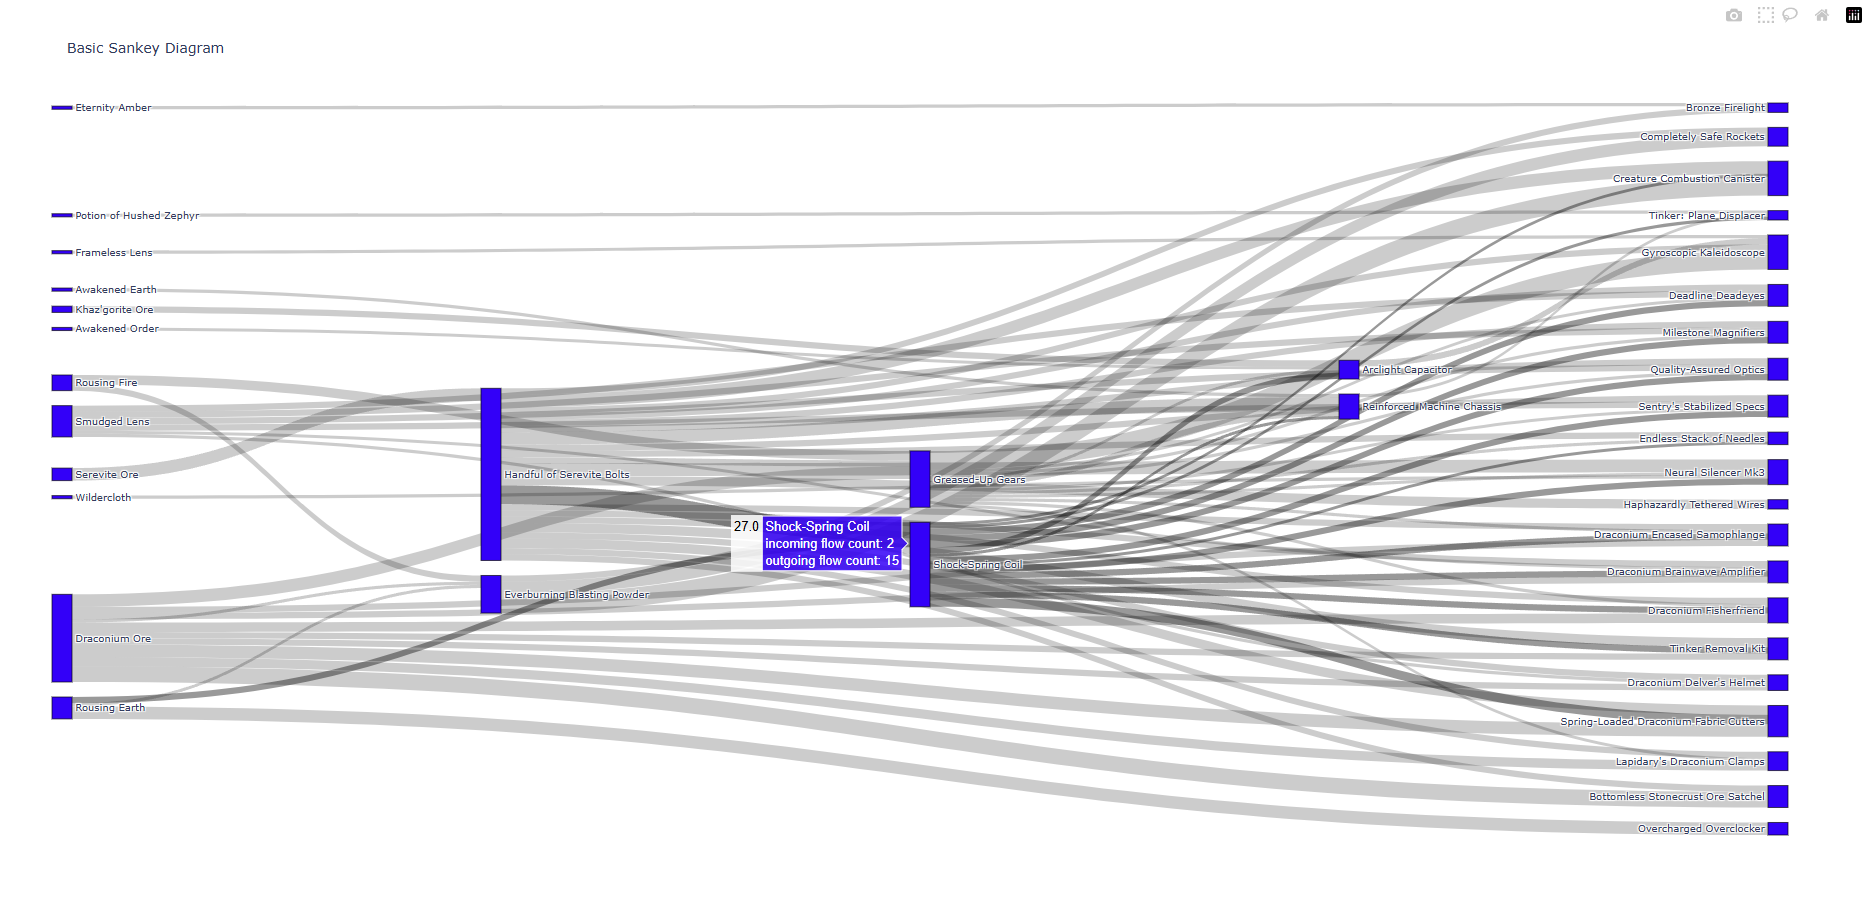 Basic Sankey Diagram
Eternity Amber
Potion of Hushed Zephyr
Frameless Lens
Awakened Earth
Khaz'gorite Ore
Awakened Order
Rousing Fire
Smudged Lens
Serevite Ore
Wildercloth
Draconium Ore
Rousing Earth
Handful of Serevite Bolts
Everburning Blasting Powder
27.0
Shock-Spring Coil
incoming flow count: 2
outgoing flow count: 15
Greased-Up Gears
Shock-Spring Coil
Arclight Capacitor
Reinforced Machine Chassis
Bronze Firelight
Completely Safe Rockets
Creature Combustion Canister
Tinker: Plane Displacer
Gyroscopic Kaleidoscope
Deadline Deadeyes
Milestone Magnifiers
Quality-Assured Optics
Sentry's Stabilized Specs
Endless Stack of Needles
Neural Silencer Mk3
Haphazardly Tethered Wires
Draconium Encased Samophlange
Draconium Brainwave Amplifier
Draconium Fisherfriend
Tinker Removal Kit
Draconium Delver's Helmet
Spring-Loaded Draconium Fabric Cutters
Lapidary's Draconium Clamps
Bottomless Stonecrust Ore Satchel
Overcharged Overclocker